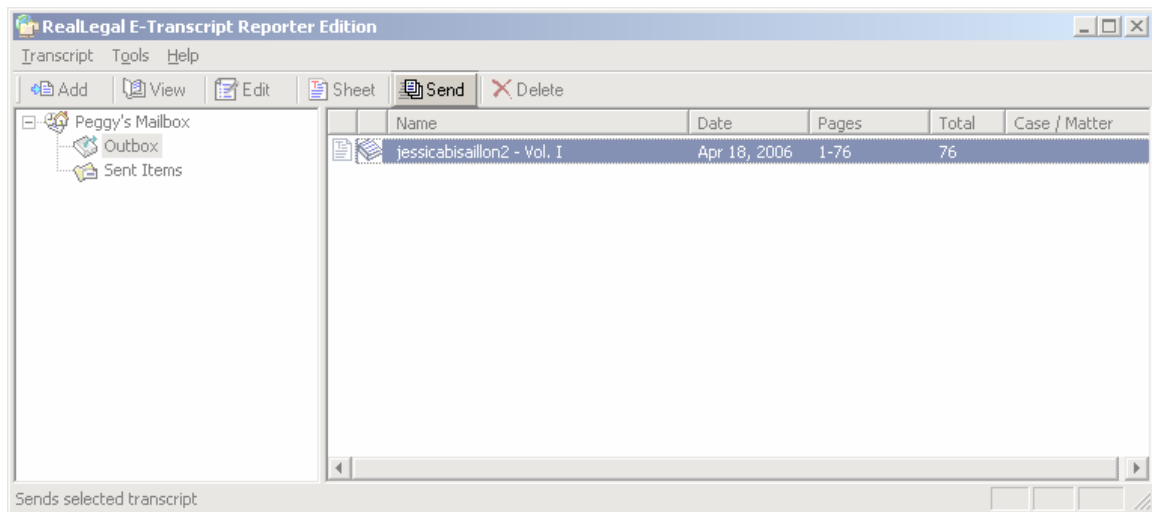 RealLegal E-Transcript Reporter Edition
Transcript Tools Help
Add View Edit Sheet Send Delete
Peggy's Mailbox
Outbox
Sent Items
Name Date Pages Total Case / Matter
jessicabisaillon2 - Vol. I Apr 18, 2006 1-76 76
Sends selected transcript